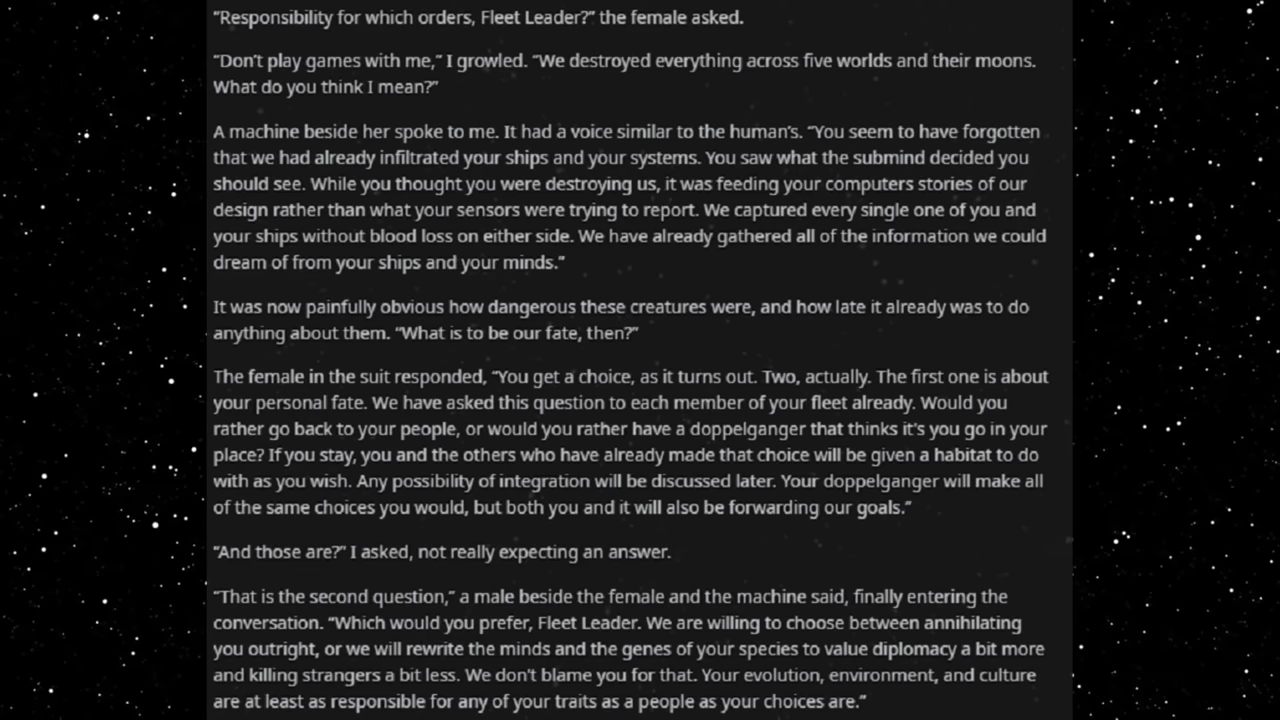 “Responsibility for which orders, Fleet Leader?” the female asked.
“Don’t play games with me,” I growled. “We destroyed everything across five worlds and their moons.
What do you think I mean?”
A machine beside her spoke to me. It had a voice similar to the human’s. “You seem to have forgotten
that we had already infiltrated your ships and your systems. You saw what the submind decided you
should see. While you thought you were destroying us, it was feeding your computers stories of our
design rather than what your sensors were trying to report. We captured every single one of you and
your ships without blood loss on either side. We have already gathered all of the information we could
dream of from your ships and your minds.”
It was now painfully obvious how dangerous these creatures were, and how late it already was to do
anything about them. “What is to be our fate, then?”
The female in the suit responded, “You get a choice, as it turns out. Two, actually. The first one is about
your personal fate. We have asked this question to each member of your fleet already. Would you
rather go back to your people, or would you rather have a doppelganger that thinks it’s you go in your
place? If you stay, you and the others who have already made that choice will be given a habitat to do
with as you wish. Any possibility of integration will be discussed later. Your doppelganger will make all
of the same choices you would, but both you and it will also be forwarding our goals.”
“And those are?” I asked, not really expecting an answer.
“That is the second question,” a male beside the female and the machine said, finally entering the
conversation. “Which would you prefer, Fleet Leader. We are willing to choose between annihilating
you outright, or we will rewrite the minds and the genes of your species to value diplomacy a bit more
and killing strangers a bit less. We don’t blame you for that. Your evolution, environment, and culture
are at least as responsible for any of your traits as a people as your choices are.”